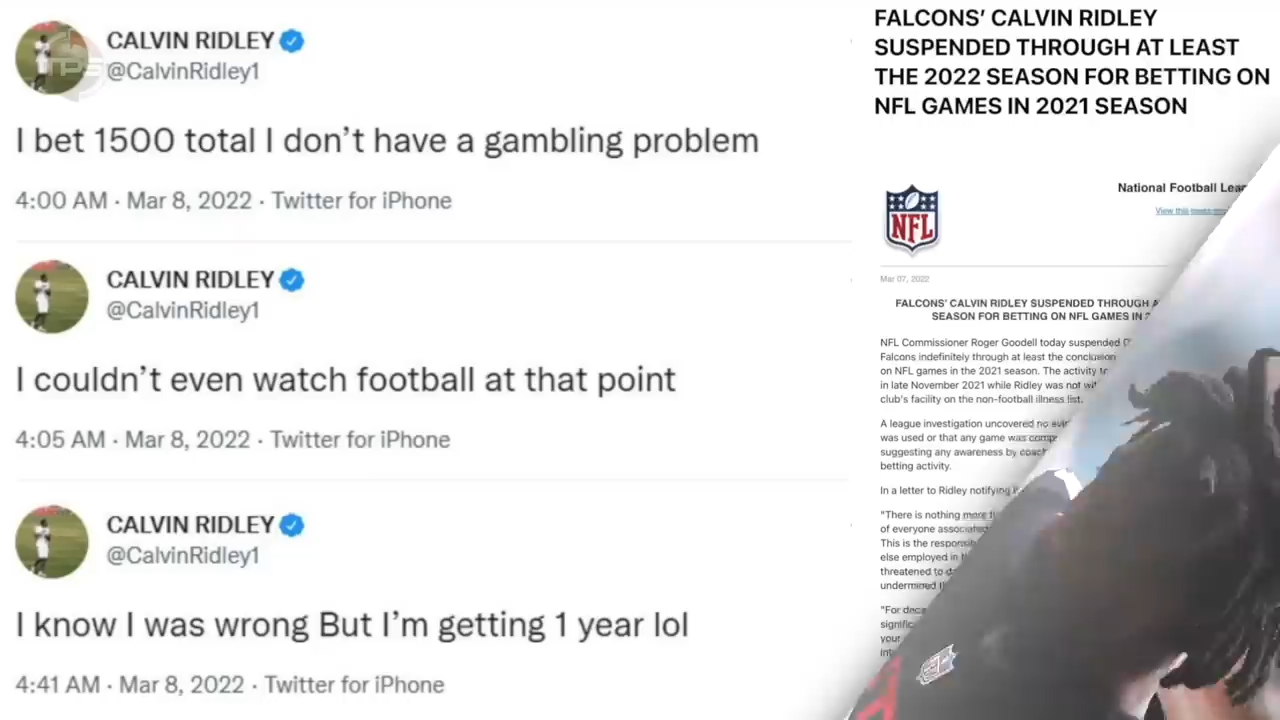 CALVIN RIDLEY
@CalvinRidley1
I bet 1500 total I don’t have a gambling problem
4:00 AM · Mar 8, 2022 · Twitter for iPhone
CALVIN RIDLEY
@CalvinRidley1
I couldn’t even watch football at that point
4:05 AM · Mar 8, 2022 · Twitter for iPhone
CALVIN RIDLEY
@CalvinRidley1
I know I was wrong But I’m getting 1 year lol
4:41 AM · Mar 8, 2022 · Twitter for iPhone
TPS
FALCONS’ CALVIN RIDLEY
SUSPENDED THROUGH AT LEAST
THE 2022 SEASON FOR BETTING ON
NFL GAMES IN 2021 SEASON
National Football
NFL
View this
Mar 07, 2022
FALCONS’ CALVIN RIDLEY SUSPENDED THROUGH
SEASON FOR BETTING ON NFL GAMES IN
NFL Commissioner Roger Goodell today suspended
Falcons indefinitely through at least the conclusion
on NFL games in the 2021 season. The activity
in late November 2021 while Ridley was not
club's facility on the non-football illness list.
A league investigation uncovered no
was used or that any game was
suggesting any awareness by
betting activity.
In a letter to Ridley notifying
"There is nothing more
of everyone associated
This is the
else employed in
threatened to
undermined
"For
your